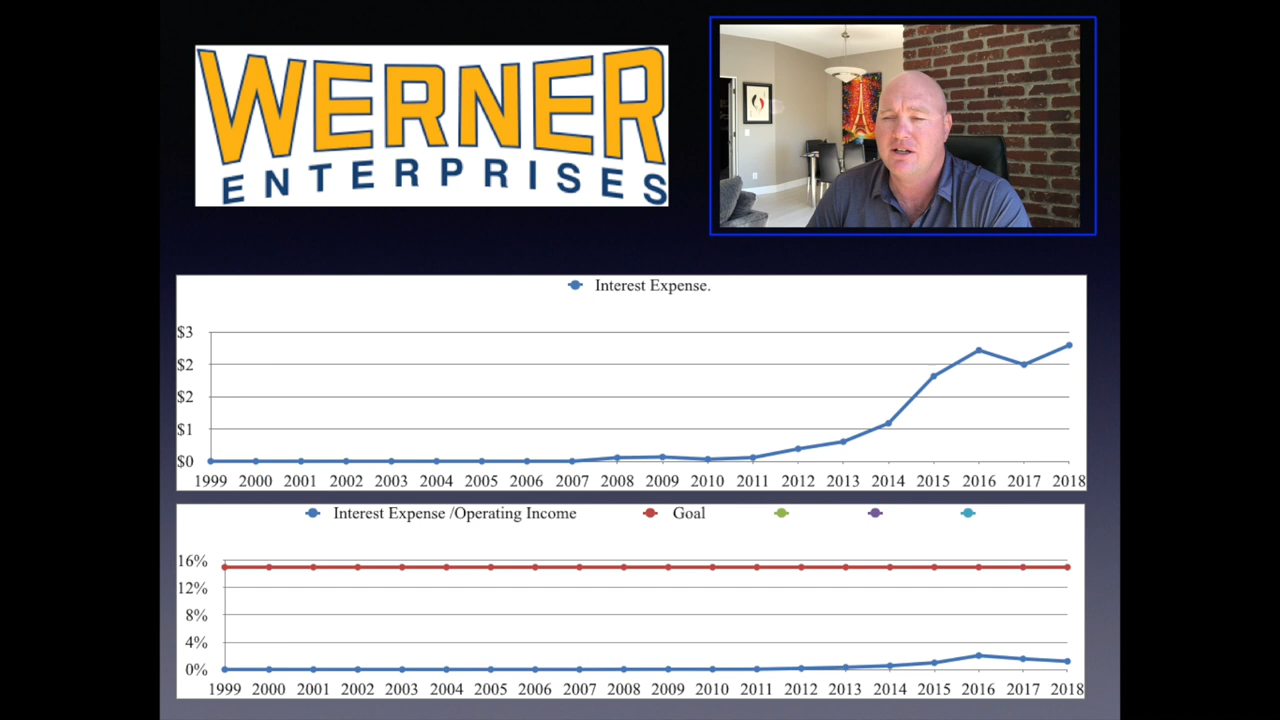 WERNER
ENTERPRISES
Interest Expense.
$3
$2
$2
$1
$0
1999 2000 2001 2002 2003 2004 2005 2006 2007 2008 2009 2010 2011 2012 2013 2014 2015 2016 2017 2018
Interest Expense /Operating Income Goal
16%
12%
8%
4%
0%
1999 2000 2001 2002 2003 2004 2005 2006 2007 2008 2009 2010 2011 2012 2013 2014 2015 2016 2017 2018